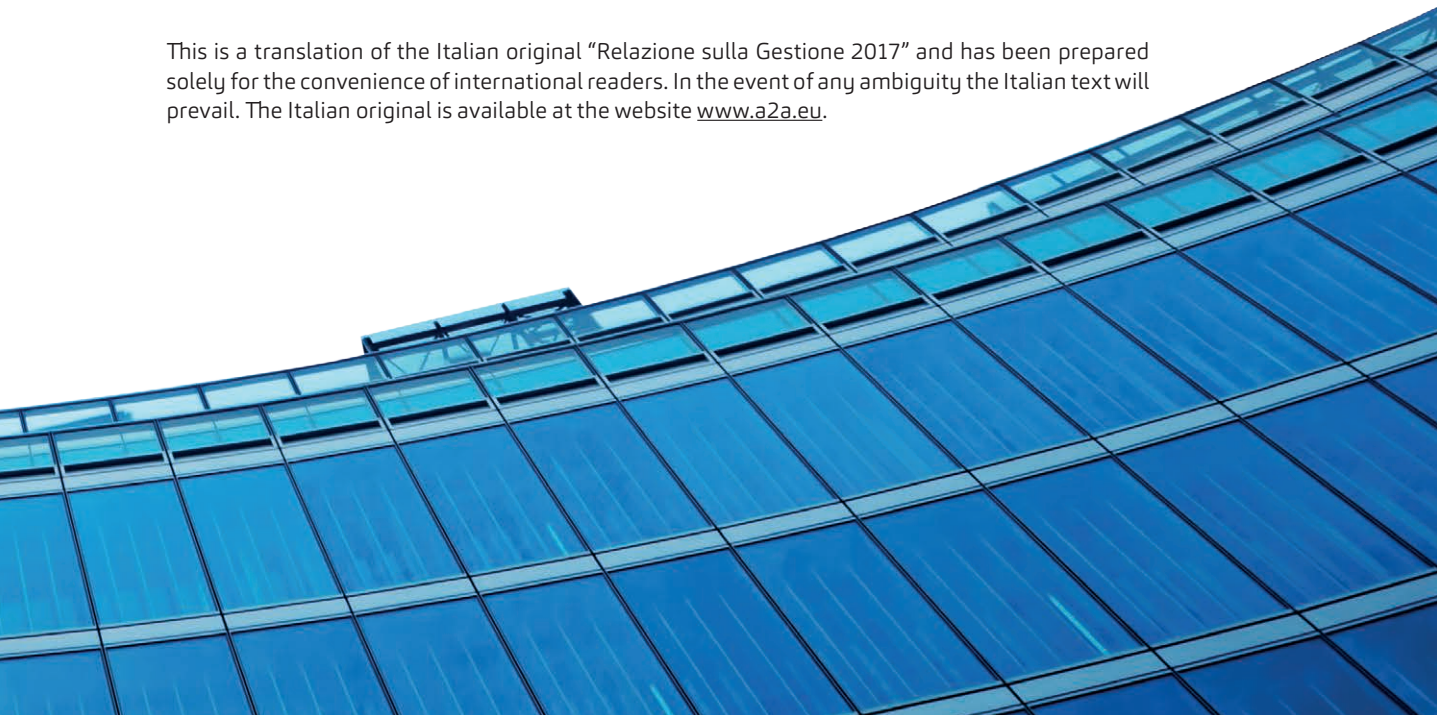 This is a translation of the Italian original “Relazione sulla Gestione 2017” and has been prepared
solely for the convenience of international readers. In the event of any ambiguity the Italian text will
prevail. The Italian original is available at the website www.a2a.eu.